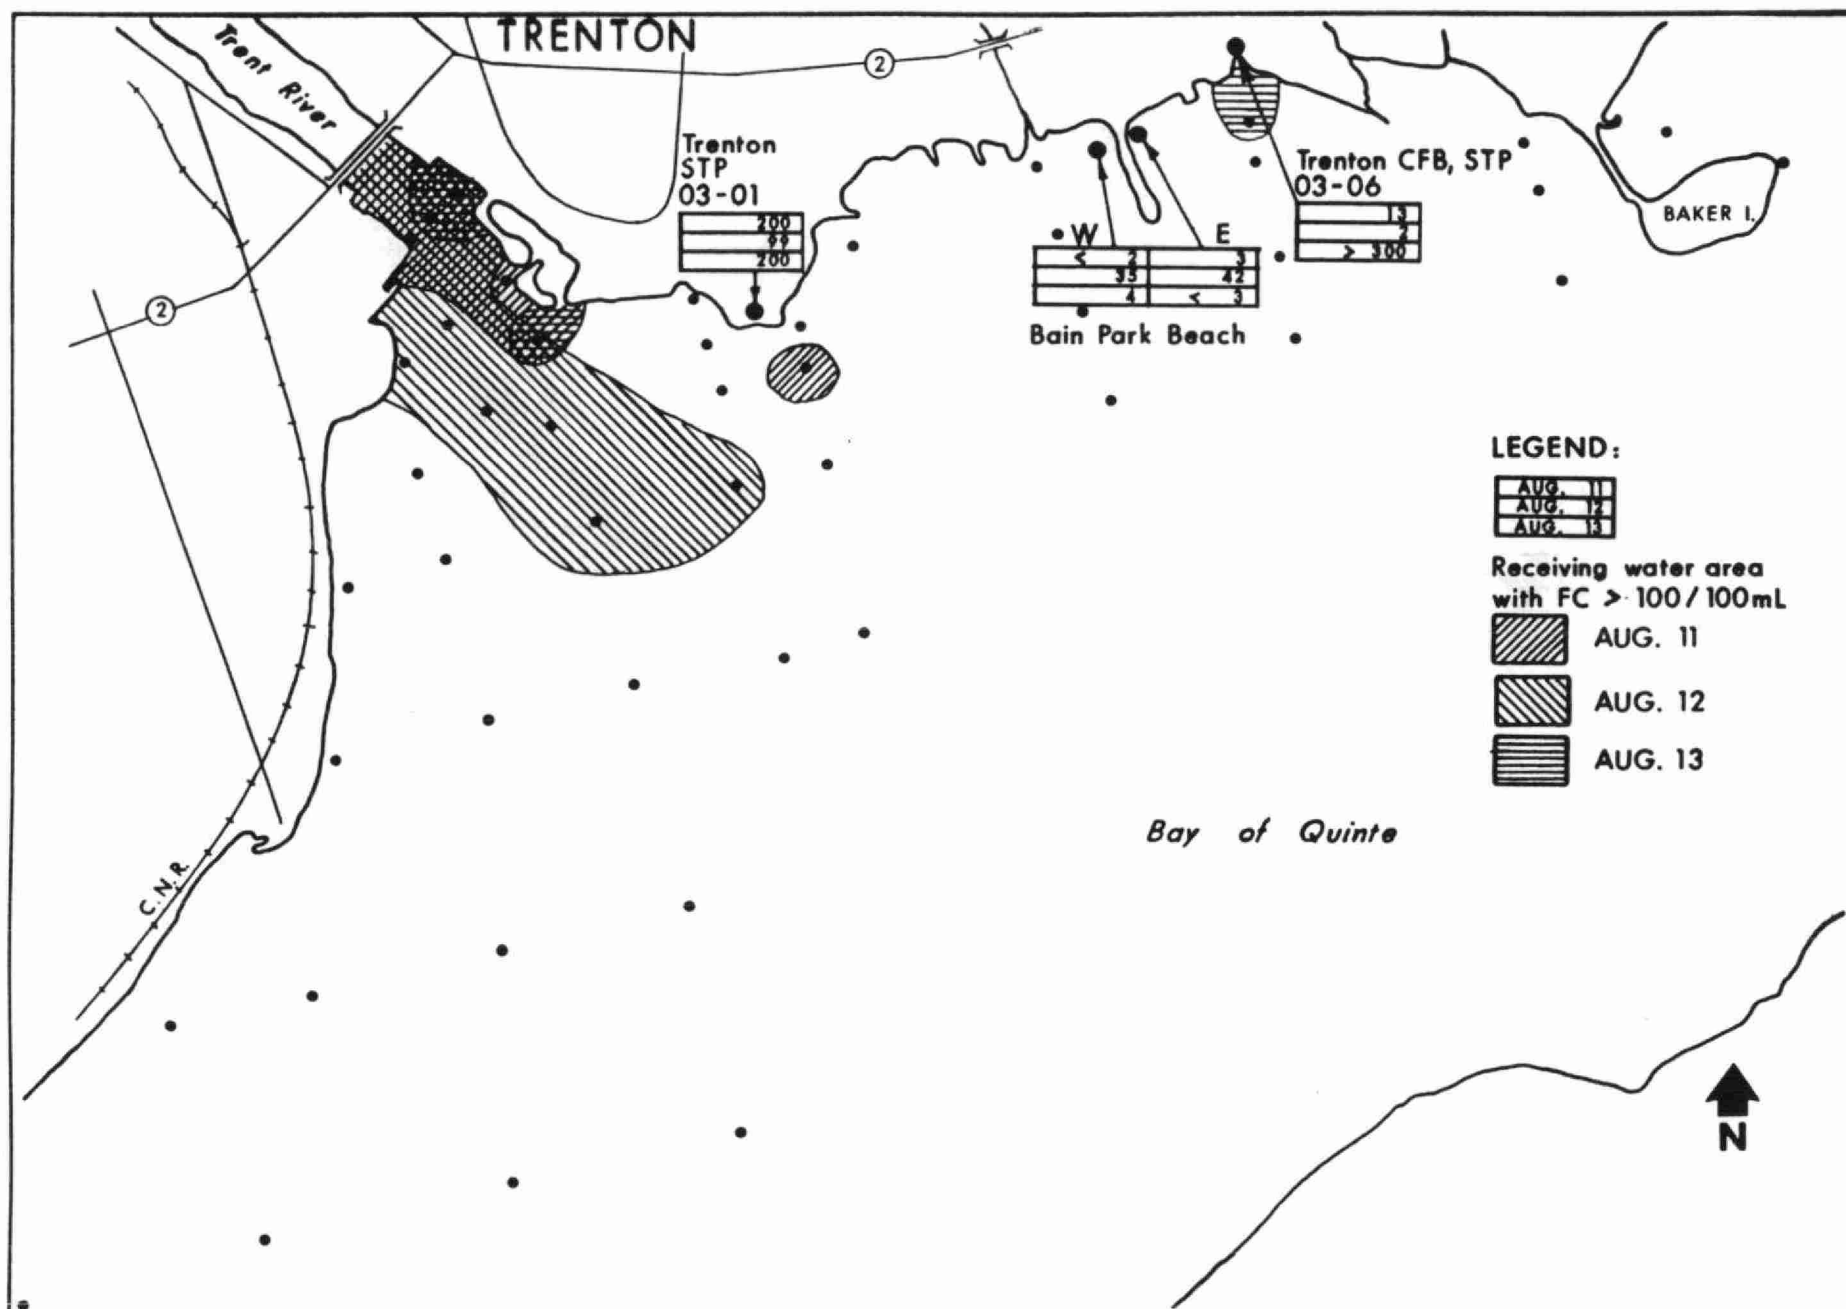 TRENTON
Trent River
2
Trenton
STP
03-01
200
99
200
W E
< 2 3
33 42
4 < 3
Bain Park Beach
Trenton CFB, STP
03-06
13
2
> 300
BAKER I.
2
LEGEND:
AUG. 11
AUG. 12
AUG. 13
Receiving water area
with FC > 100/100mL
AUG. 11
AUG. 12
AUG. 13
Bay of Quinte
C.N.R.
N